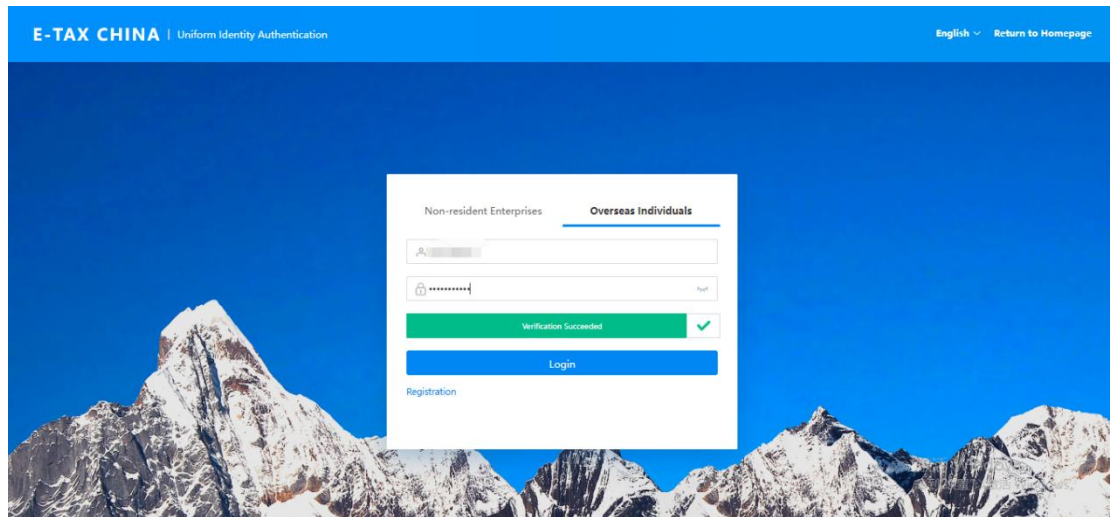 E-TAX CHINA | Uniform Identity Authentication
English Return to Homepage
Non-resident Enterprises Overseas Individuals
Verification Succeeded
Login
Registration